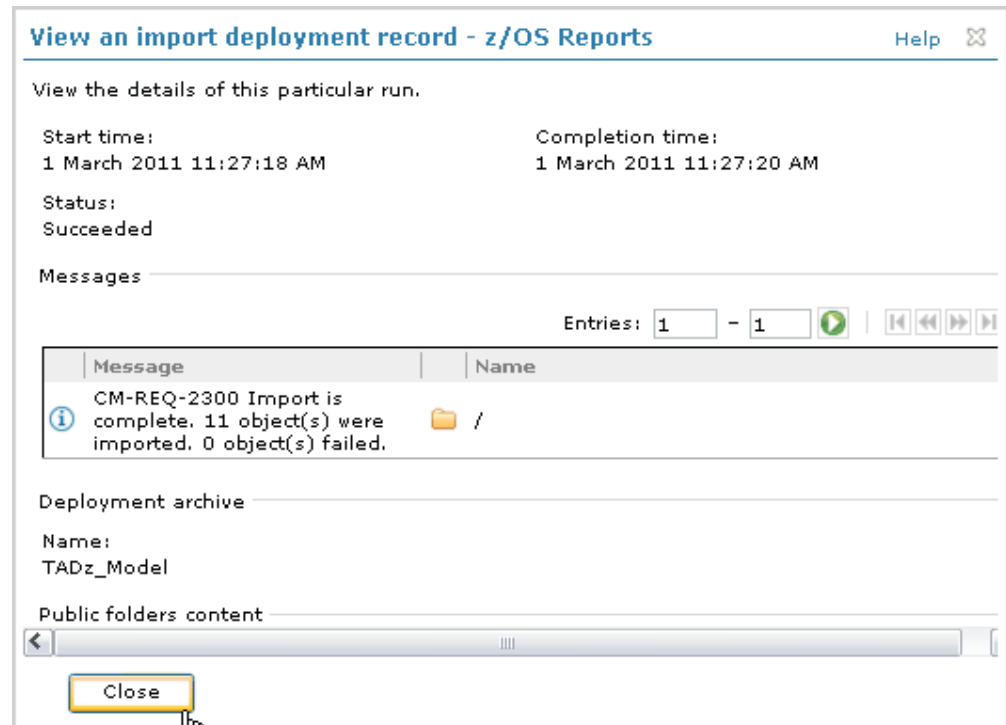 View an import deployment record - z/OS Reports
Help
View the details of this particular run.
Start time:
1 March 2011 11:27:18 AM
Completion time:
1 March 2011 11:27:20 AM
Status:
Succeeded
Messages
Entries: 1 - 1
Message Name
CM-REQ-2300 Import is
complete. 11 object(s) were
imported. 0 object(s) failed.
/
Deployment archive
Name:
TADz_Model
Public folders content
Close